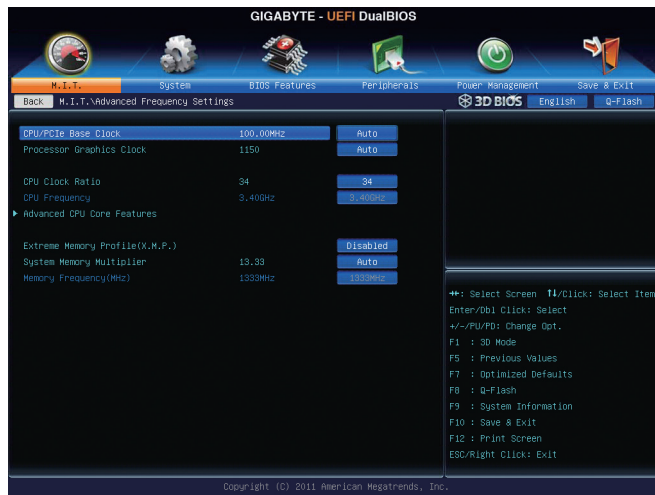 GIGABYTE - UEFI DualBIOS
M.I.T. System BIOS Features Peripherals Power Management Save & Exit
Back M.I.T.\Advanced Frequency Settings 3D BIOS English Q-Flash
CPU/PCIe Base Clock 100.00MHz Auto
Processor Graphics Clock 1150 Auto
CPU Clock Ratio 34 34
CPU Frequency 3.40GHz 3.40GHz
Advanced CPU Core Features
Extreme Memory Profile(X.M.P.) Disabled
System Memory Multiplier 13.33 Auto
Memory Frequency(MHz) 1333MHz 1333MHz
→←: Select Screen ↑↓/Click: Select Item
Enter/Dbl Click: Select
+/-/PU/PD: Change Opt.
F1 : 3D Mode
F5 : Previous Values
F7 : Optimized Defaults
F8 : Q-Flash
F9 : System Information
F10 : Save & Exit
F12 : Print Screen
ESC/Right Click: Exit
Copyright (C) 2011 American Megatrends, Inc.